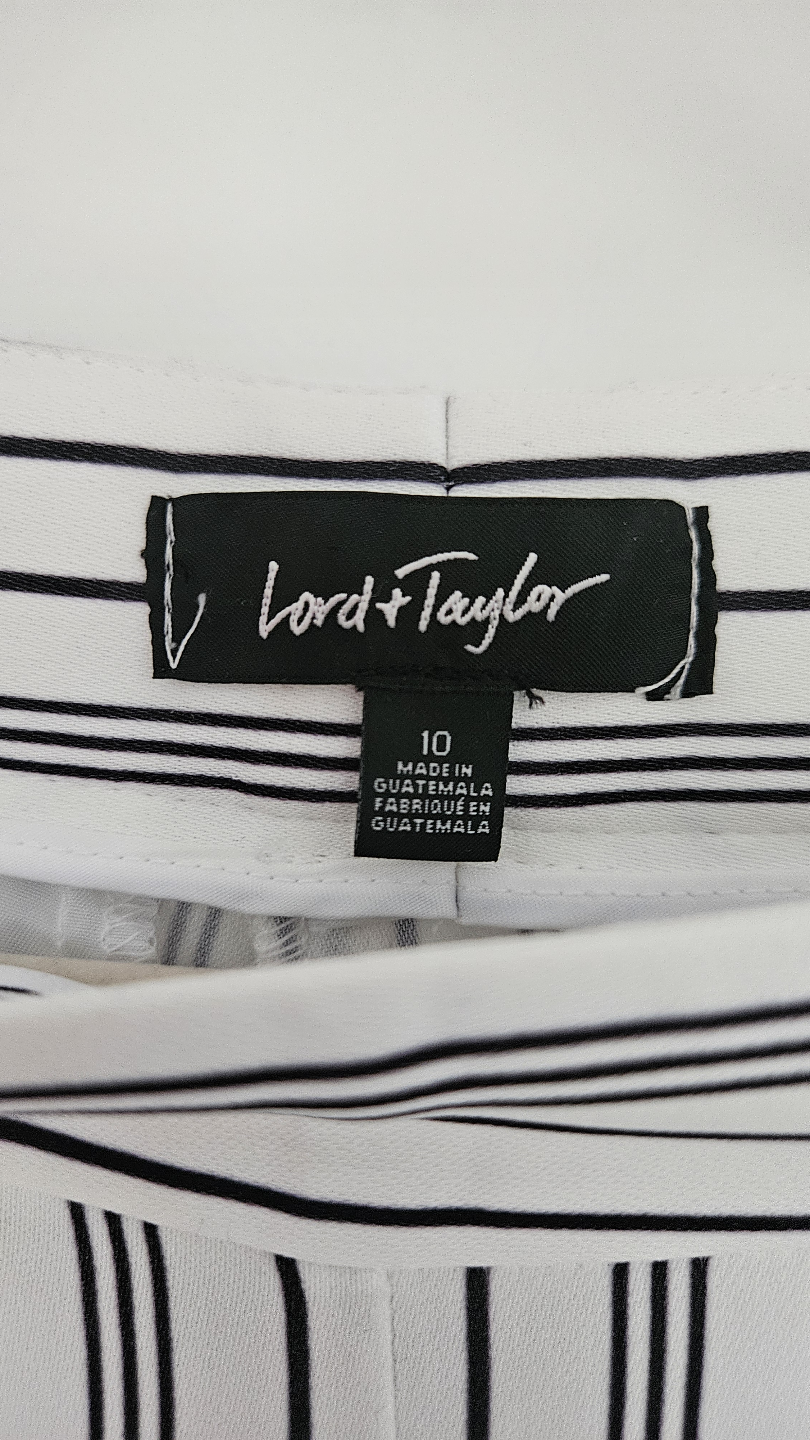 Lord + Taylor
10
MADE IN
GUATEMALA
FABRIQUÉ EN
GUATEMALA